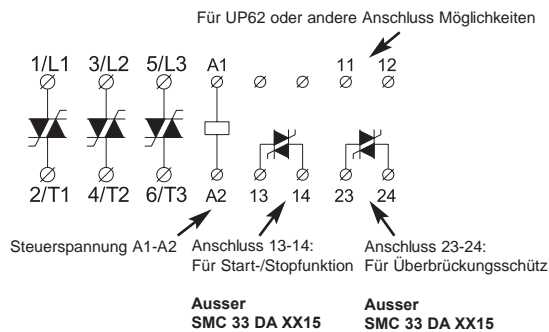 Für UP62 oder andere Anschluss Möglichkeiten
1/L1 3/L2 5/L3 A1 11 12
2/T1 4/T2 6/T3 A2 13 14 23 24
Steuerspannung A1-A2
Anschluss 13-14:
Für Start-/Stopfunktion
Ausser
SMC 33 DA XX15
Anschluss 23-24:
Für Überbrückungsschütz
Ausser
SMC 33 DA XX15